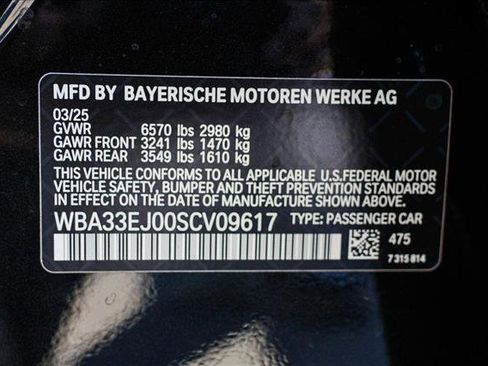 MFD BY BAYERISCHE MOTOREN WERKE AG
03/25
GVWR 6570 lbs 2980 kg
GAWR FRONT 3241 lbs 1470 kg
GAWR REAR 3549 lbs 1610 kg
THIS VEHICLE CONFORMS TO ALL APPLICABLE U.S.FEDERAL MOTOR
VEHICLE SAFETY, BUMPER AND THEFT PREVENTION STANDARDS
IN EFFECT ON THE DATE OF MANUFACTURE SHOWN ABOVE.
WBA33EJ00SCV09617 TYPE: PASSENGER CAR
475
7 315 814